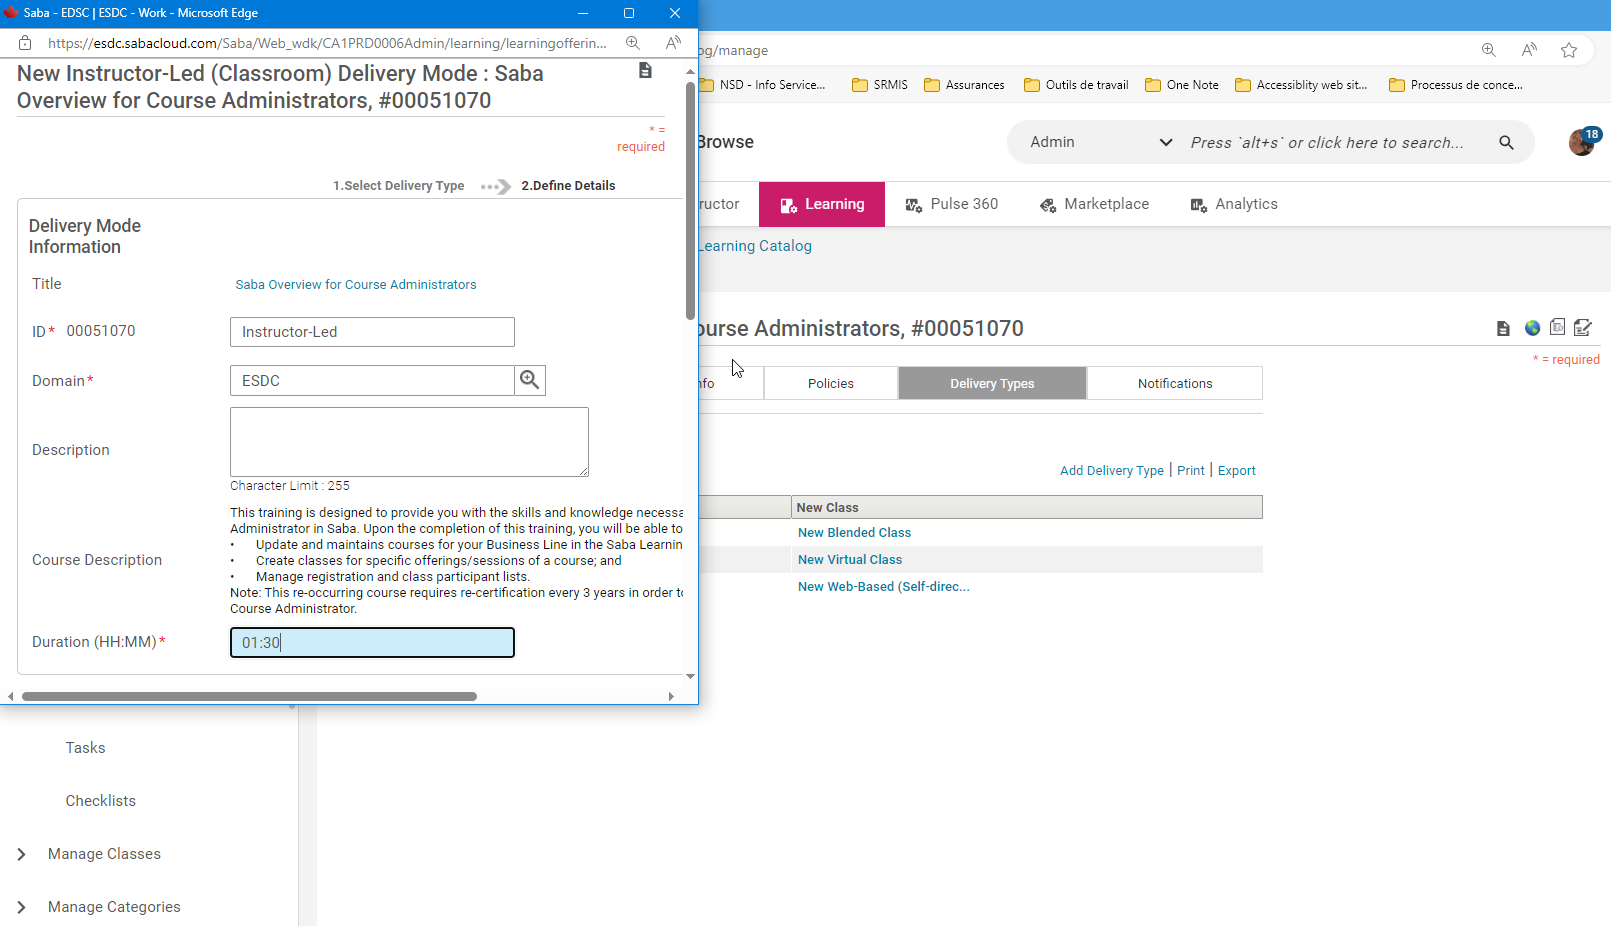 Saba - EDSC | ESDC - Work - Microsoft Edge
https://esdc.sabacloud.com/Saba/Web_wdk/CA1PRD0006Admin/learning/learningofferin...
New Instructor-Led (Classroom) Delivery Mode : Saba
Overview for Course Administrators, #00051070
* =
required
1.Select Delivery Type
2.Define Details
Delivery Mode
Information
Title
Saba Overview for Course Administrators
ID* 00051070
Instructor-Led
Domain*
ESDC
Description
Character Limit : 255
Course Description
This training is designed to provide you with the skills and knowledge necessa
Administrator in Saba. Upon the completion of this training, you will be able to
• Update and maintains courses for your Business Line in the Saba Learnin
• Create classes for specific offerings/sessions of a course; and
• Manage registration and class participant lists.
Note: This re-occurring course requires re-certification every 3 years in order to
Course Administrator.
Duration (HH:MM)*
01:30
og/manage
NSD - Info Service...
SRMIS
Assurances
Outils de travail
One Note
Accessiblity web sit...
Processus de conce...
Browse
Admin
Press `alt+s` or click here to search...
18
ructor
Learning
Pulse 360
Marketplace
Analytics
Learning Catalog
ourse Administrators, #00051070
* = required
nfo
Policies
Delivery Types
Notifications
Add Delivery Type | Print | Export
New Class
New Blended Class
New Virtual Class
New Web-Based (Self-direc...
Tasks
Checklists
Manage Classes
Manage Categories